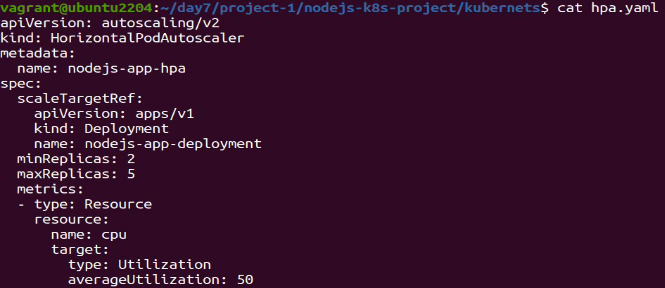 vagrant@ubuntu2204:~/day7/project-1/nodejs-k8s-project/kubernets$ cat hpa.yaml
apiVersion: autoscaling/v2
kind: HorizontalPodAutoscaler
metadata:
  name: nodejs-app-hpa
spec:
  scaleTargetRef:
    apiVersion: apps/v1
    kind: Deployment
    name: nodejs-app-deployment
  minReplicas: 2
  maxReplicas: 5
  metrics:
  - type: Resource
    resource:
      name: cpu
      target:
        type: Utilization
        averageUtilization: 50